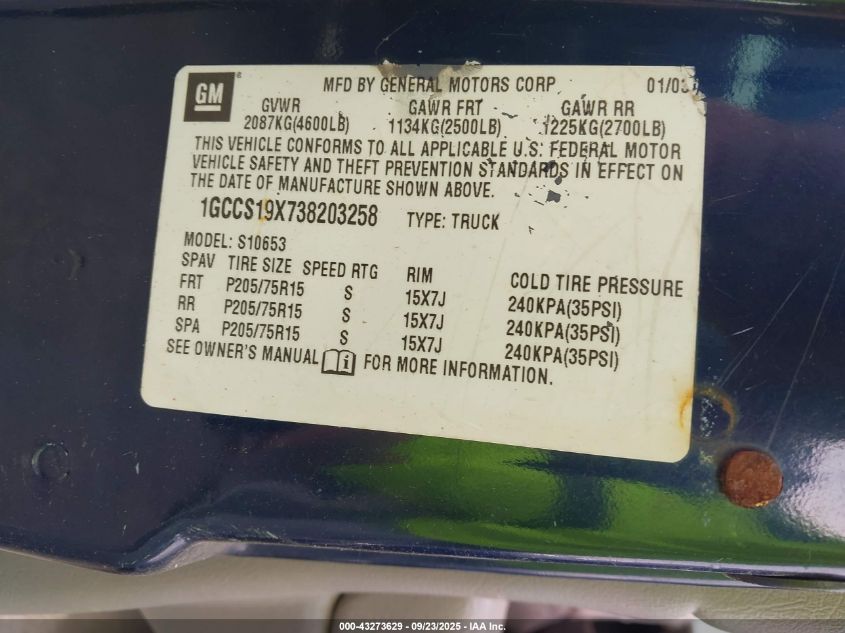 GM
MFD BY GENERAL MOTORS CORP 01/03
GVWR GAWR FRT GAWR RR
2087KG(4600LB) 1134KG(2500LB) 1225KG(2700LB)
THIS VEHICLE CONFORMS TO ALL APPLICABLE U.S. FEDERAL MOTOR
VEHICLE SAFETY AND THEFT PREVENTION STANDARDS IN EFFECT ON
THE DATE OF MANUFACTURE SHOWN ABOVE.
1GCCS19X738203258 TYPE: TRUCK
MODEL: S10653
SPAV TIRE SIZE SPEED RTG RIM COLD TIRE PRESSURE
FRT P205/75R15 S 15X7J 240KPA(35PSI)
RR P205/75R15 S 15X7J 240KPA(35PSI)
SPA P205/75R15 S 15X7J 240KPA(35PSI)
SEE OWNER'S MANUAL FOR MORE INFORMATION.
000-43273629 - 09/23/2025 - IAA Inc.